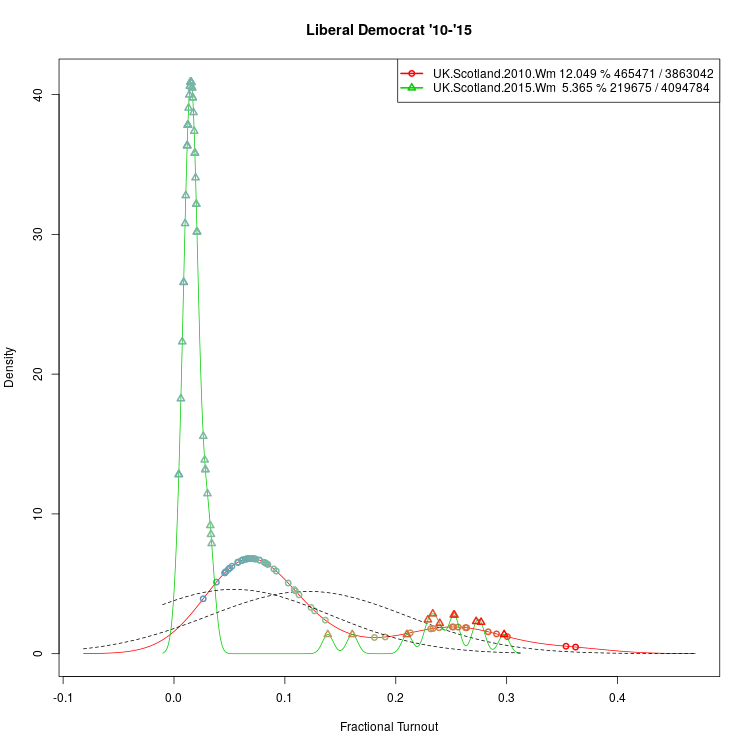 Liberal Democrat '10-'15
UK.Scotland.2010.Wm 12.049 % 465471 / 3863042
UK.Scotland.2015.Wm 5.365 % 219675 / 4094784
40
30
20
10
0
Density
-0.1 0.0 0.1 0.2 0.3 0.4
Fractional Turnout